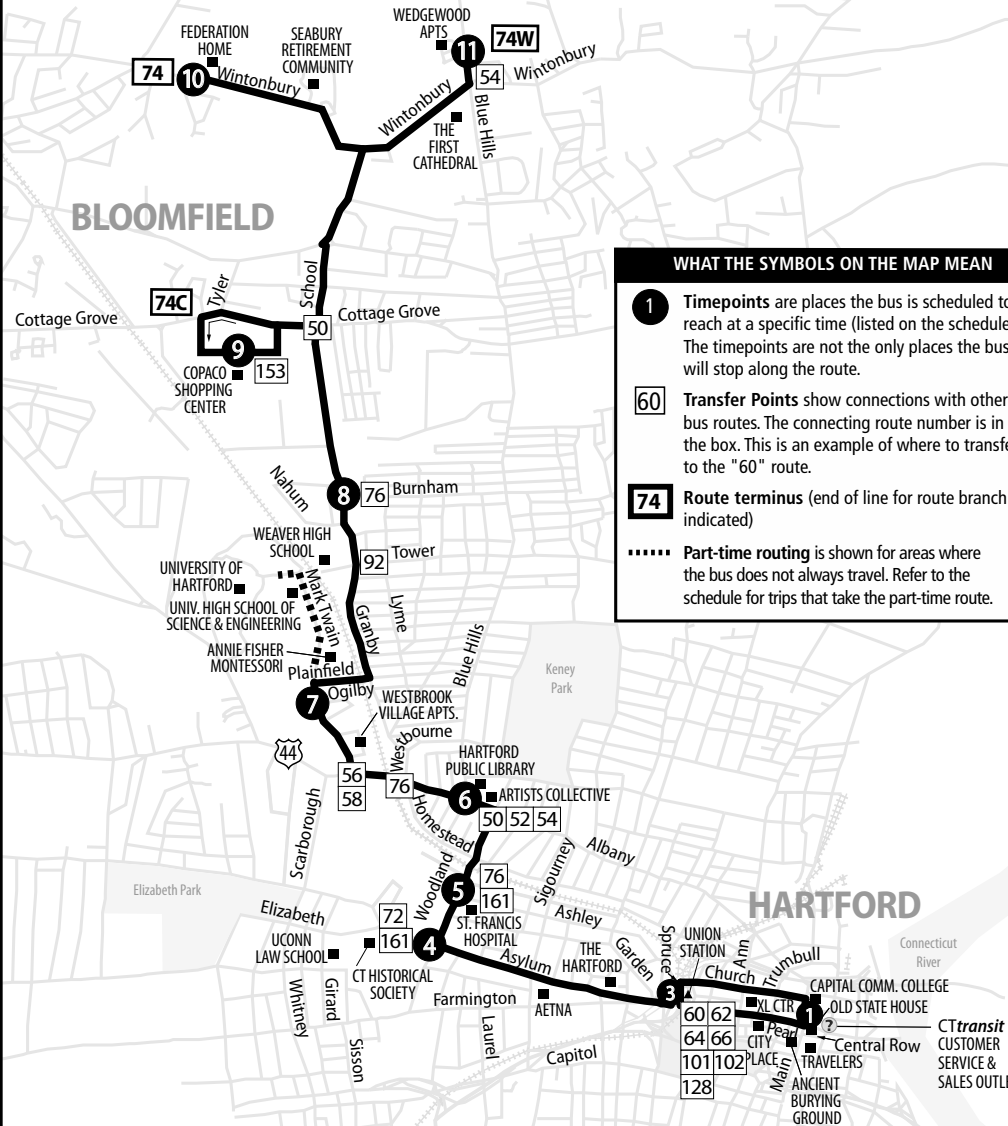 WEDGEWOOD
APTS
11
74W
FEDERATION
HOME
SEABURY
RETIREMENT
COMMUNITY
74
10
Wintonbury
54
Wintonbury
Wintonbury
Blue Hills
THE
FIRST
CATHEDRAL
BLOOMFIELD
School
74C
Tyler
Cottage Grove
50
Cottage Grove
9
153
COPACO
SHOPPING
CENTER
WHAT THE SYMBOLS ON THE MAP MEAN
1
Timepoints are places the bus is scheduled to
reach at a specific time (listed on the schedule
The timepoints are not the only places the bus
will stop along the route.
60
Transfer Points show connections with other
bus routes. The connecting route number is in
the box. This is an example of where to transfe
to the "60" route.
74
Route terminus (end of line for route branch
indicated)
Part-time routing is shown for areas where
the bus does not always travel. Refer to the
schedule for trips that take the part-time route.
Nahum
8
76
Burnham
WEAVER HIGH
SCHOOL
92
Tower
UNIVERSITY OF
HARTFORD
UNIV. HIGH SCHOOL OF
SCIENCE & ENGINEERING
Mark Twain
Granby
Lyme
ANNIE FISHER
MONTESSORI
Plainfield
Ogilby
Blue Hills
Keney
Park
7
WESTBROOK
VILLAGE APTS.
44
Westbourne
56
58
76
HARTFORD
PUBLIC LIBRARY
6
ARTISTS COLLECTIVE
50
52
54
Scarborough
Homestead
Albany
Sigourney
Elizabeth Park
Woodland
5
76
161
ST. FRANCIS
HOSPITAL
Ashley
HARTFORD
Elizabeth
72
161
4
UCONN
LAW SCHOOL
CT HISTORICAL
SOCIETY
Asylum
THE
HARTFORD
Garden
Spruce
UNION
STATION
Ann
Church
Trumbull
Connecticut
River
CAPITAL COMM. COLLEGE
3
XL CTR
1
OLD STATE HOUSE
?
Whitney
Girard
Farmington
AETNA
60
62
64
66
101
102
128
Pearl
CITY
PLACE
Central Row
TRAVELERS
CTtransit
CUSTOMER
SERVICE &
SALES OUTLE
Sisson
Laurel
Capitol
Main
ANCIENT
BURYING
GROUND